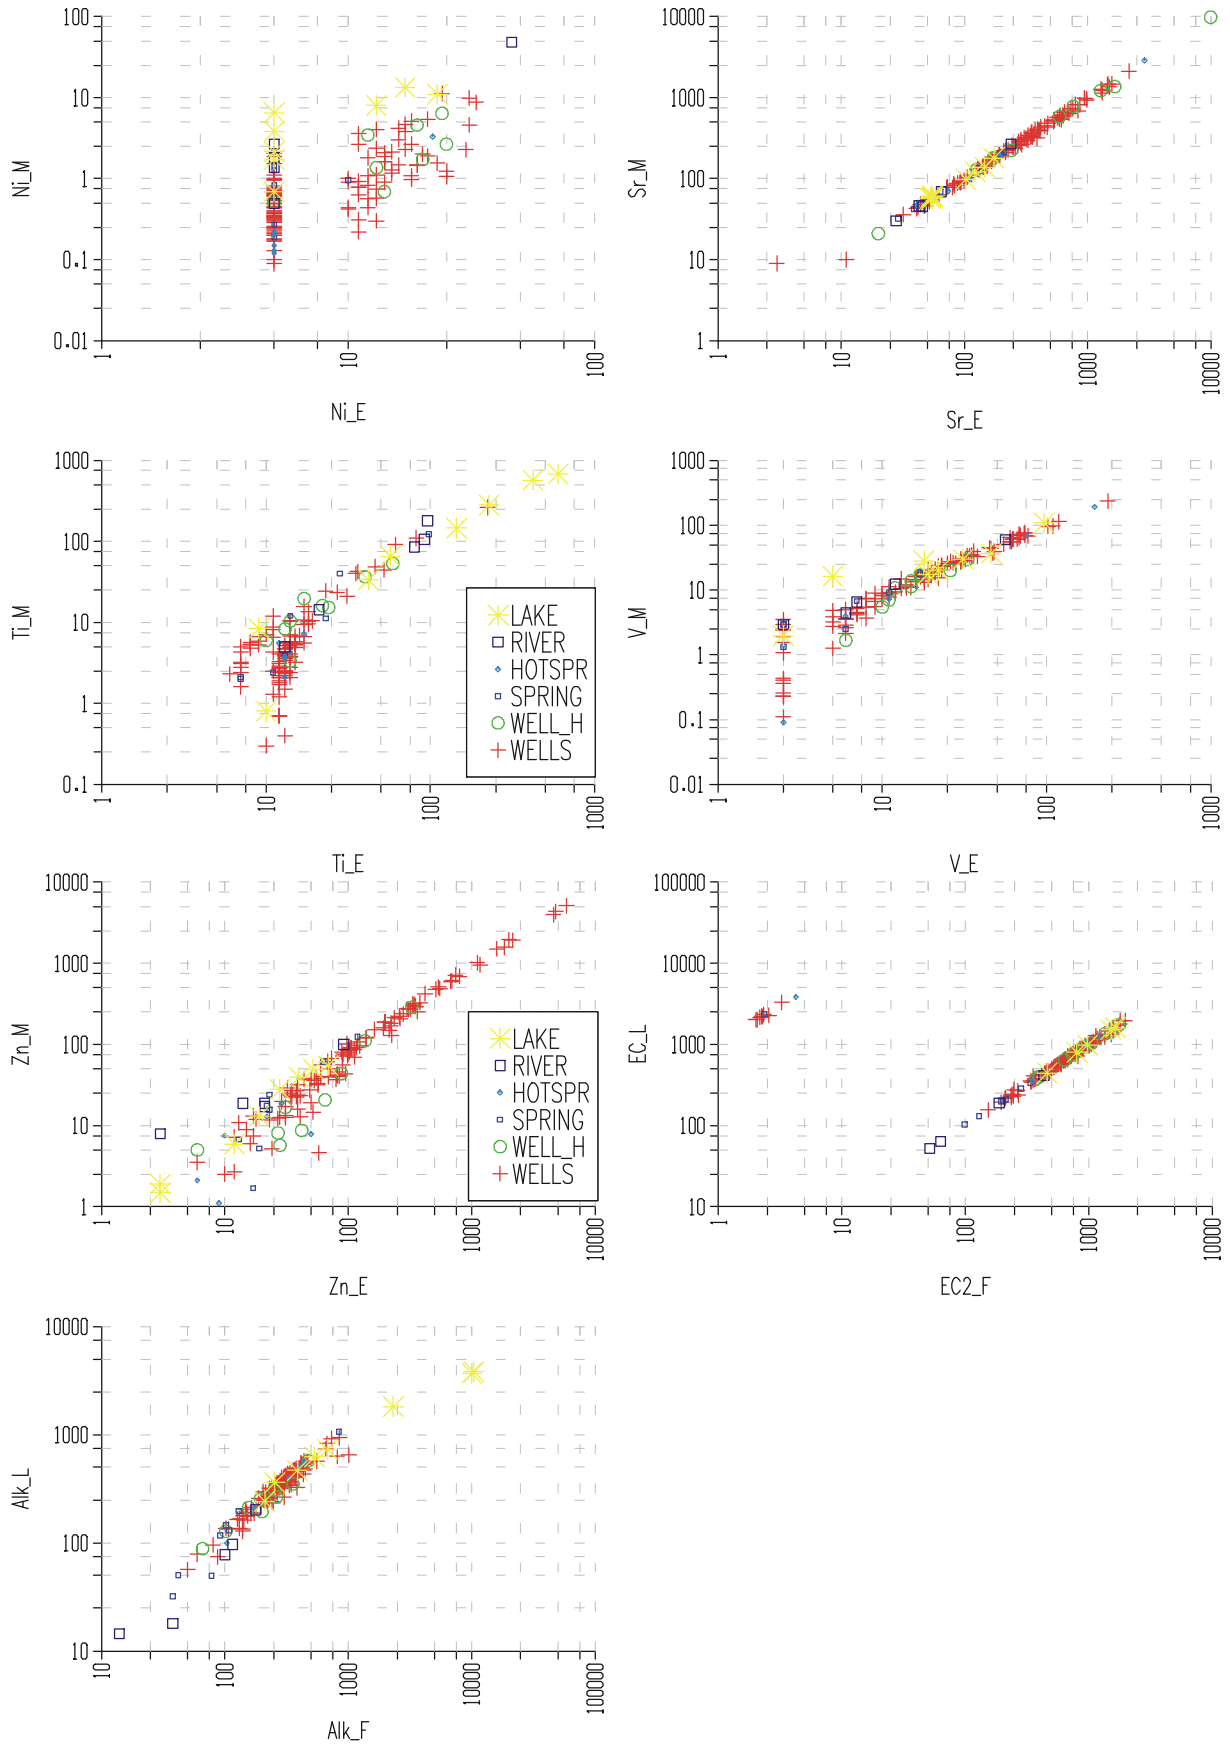 100
10
1
0.1
0.01
Ni_M
1
10
100
Ni_E
10000
1000
100
10
1
Sr_M
1
10
100
1000
10000
Sr_E
1000
100
10
1
0.1
Ti_M
1
10
100
1000
Ti_E
LAKE
RIVER
HOTSPR
SPRING
WELL_H
WELLS
1000
100
10
1
0.1
0.01
V_M
1
10
100
1000
V_E
10000
1000
100
10
1
Zn_M
1
10
100
1000
10000
Zn_E
LAKE
RIVER
HOTSPR
SPRING
WELL_H
WELLS
100000
10000
1000
100
10
EC_L
1
10
100
1000
10000
EC2_F
10000
1000
100
10
Alk_L
10
100
1000
10000
100000
Alk_F